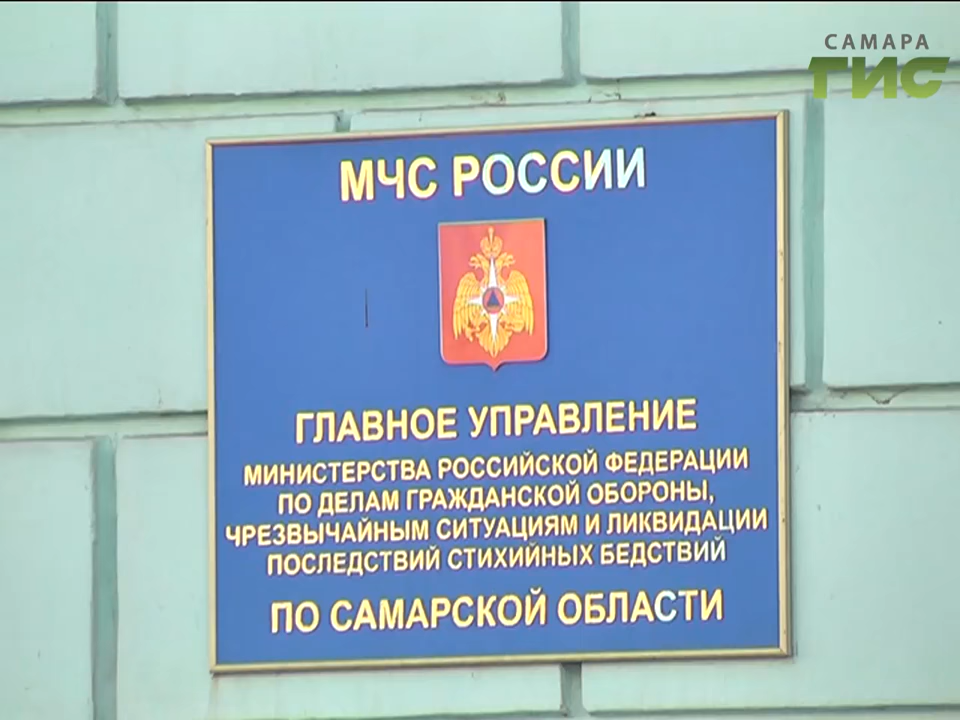 САМАРА
ГИС
МЧС РОССИИ
ГЛАВНОЕ УПРАВЛЕНИЕ
МИНИСТЕРСТВА РОССИЙСКОЙ ФЕДЕРАЦИИ
ПО ДЕЛАМ ГРАЖДАНСКОЙ ОБОРОНЫ,
ЧРЕЗВЫЧАЙНЫМ СИТУАЦИЯМ И ЛИКВИДАЦИИ
ПОСЛЕДСТВИЙ СТИХИЙНЫХ БЕДСТВИЙ
ПО САМАРСКОЙ ОБЛАСТИ